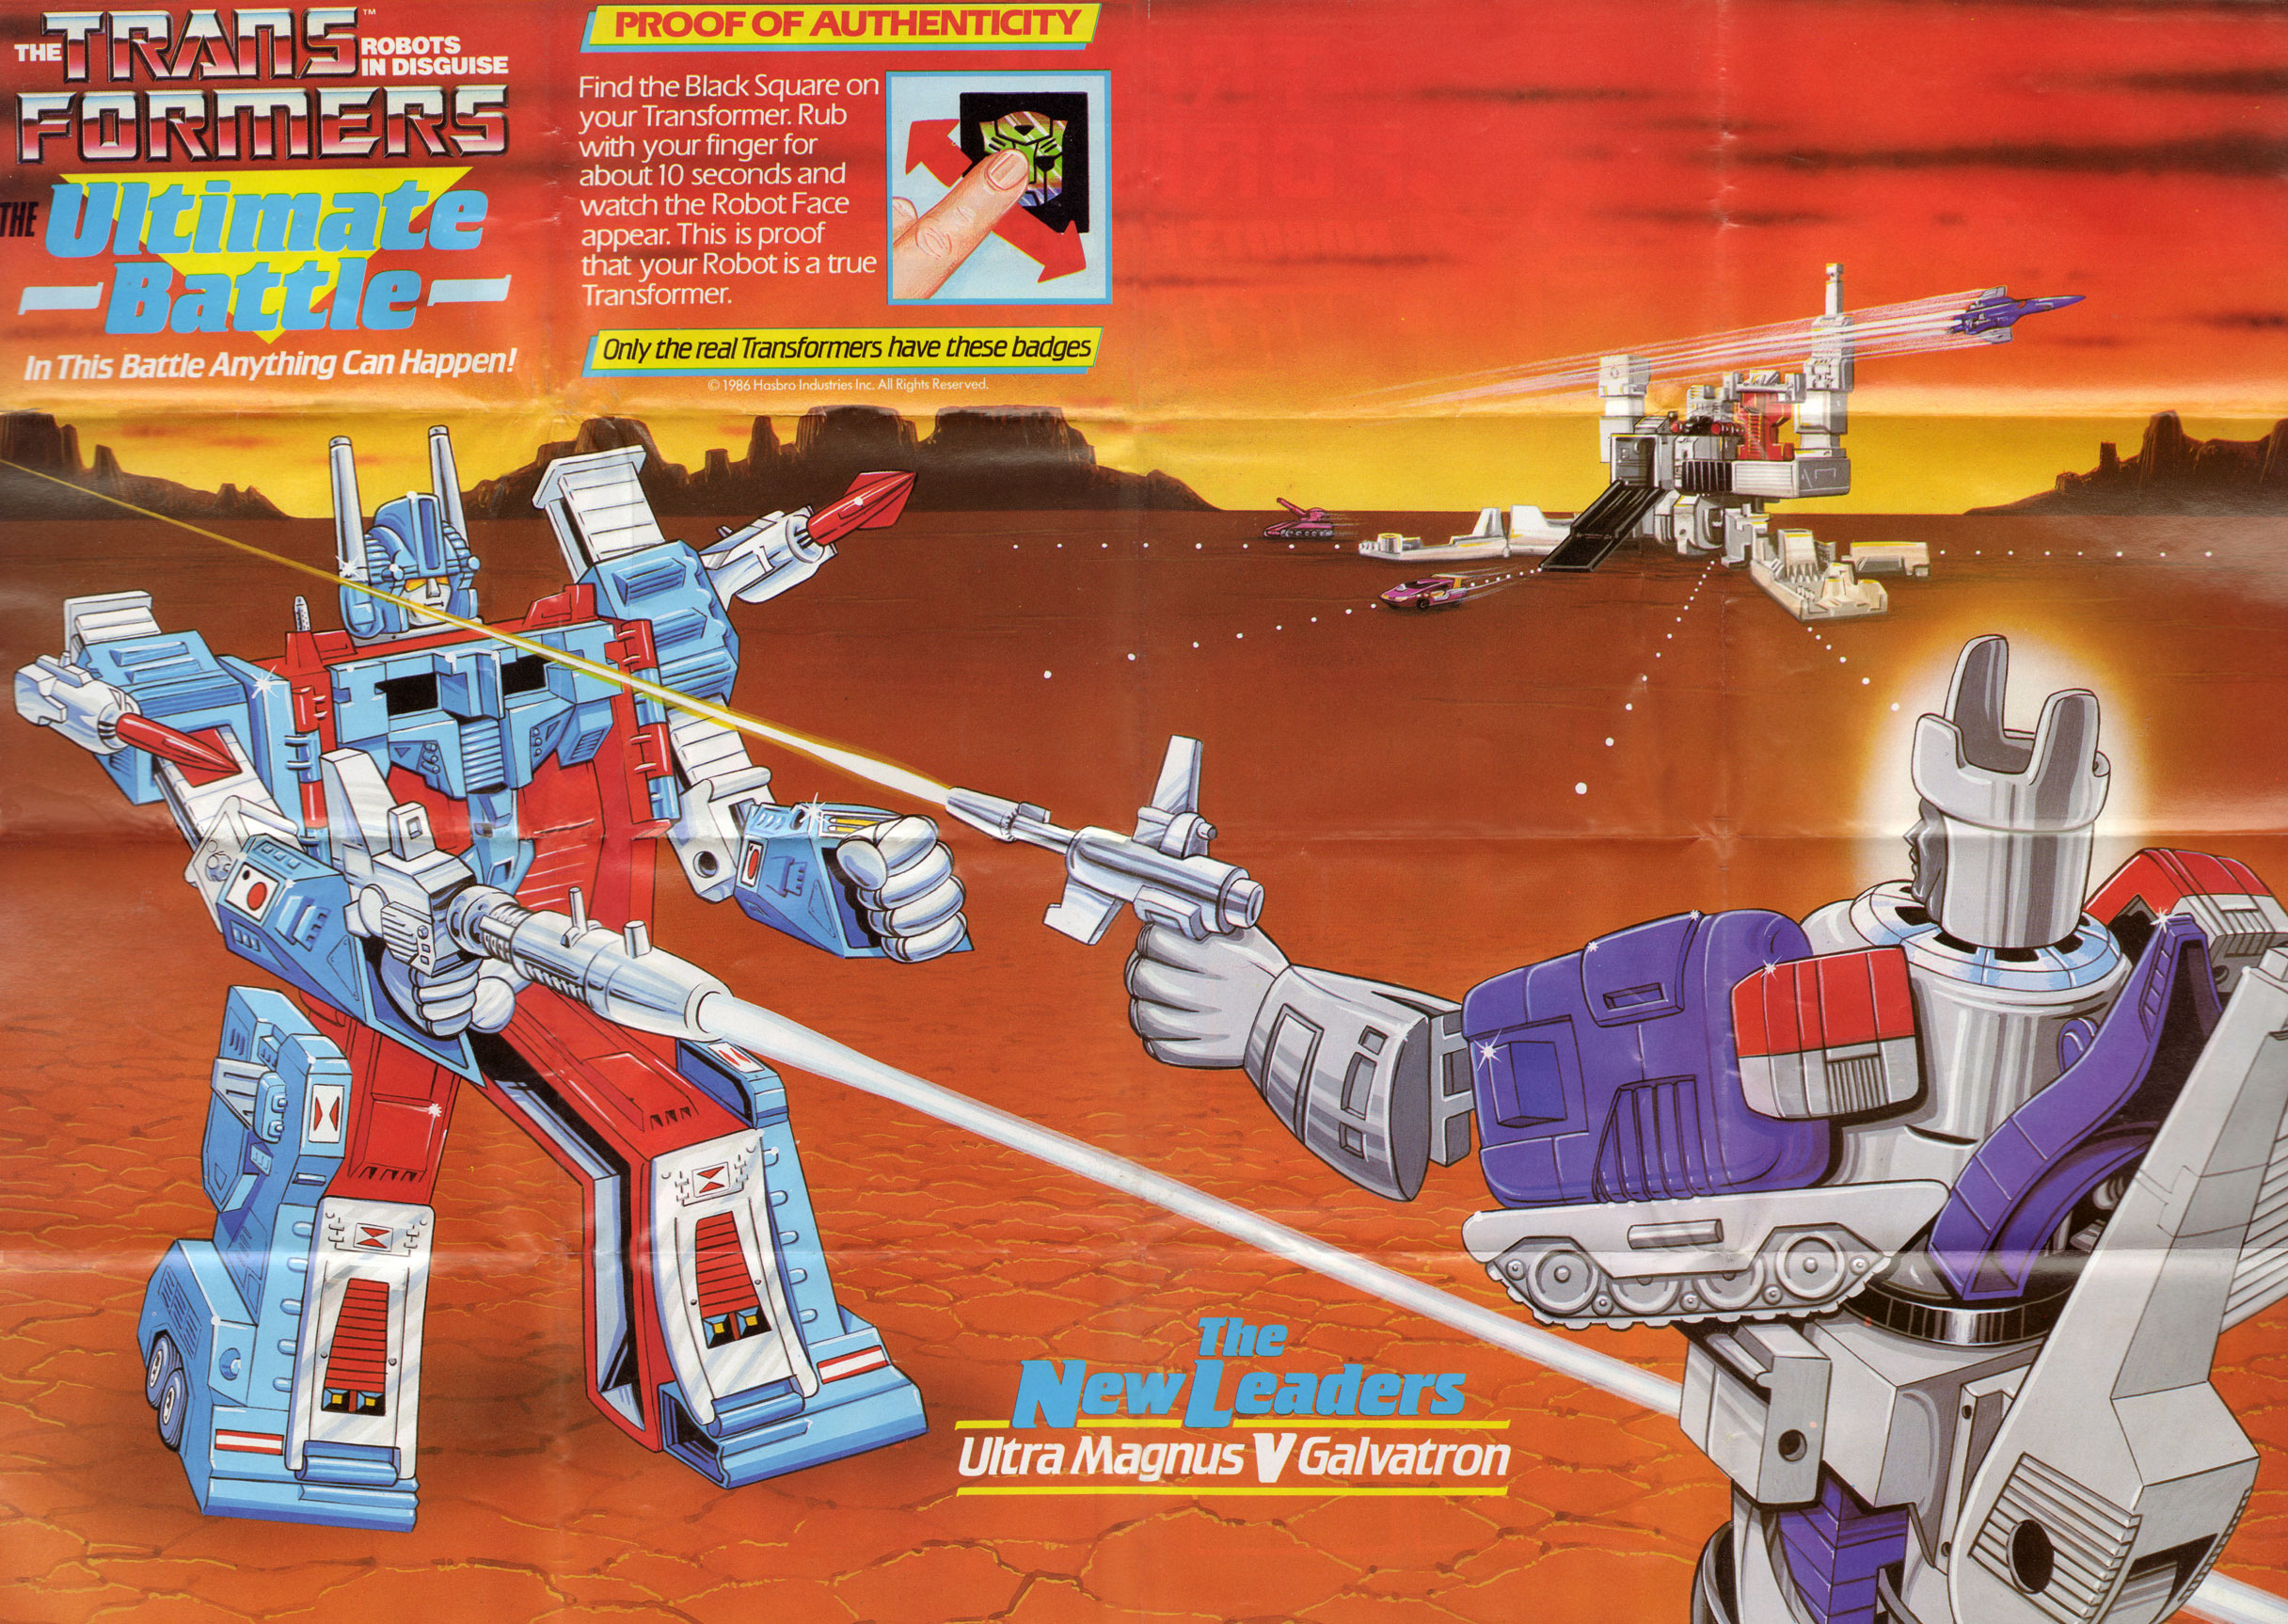 THE TRANS™ ROBOTS
IN DISGUISE
FORMERS
THE Ultimate
Battle
In This Battle Anything Can Happen!
PROOF OF AUTHENTICITY
Find the Black Square on
your Transformer. Rub
with your finger for
about 10 seconds and
watch the Robot Face
appear. This is proof
that your Robot is a true
Transformer.
Only the real Transformers have these badges
© 1986 Hasbro Industries Inc. All Rights Reserved.
The
New Leaders
Ultra Magnus V Galvatron